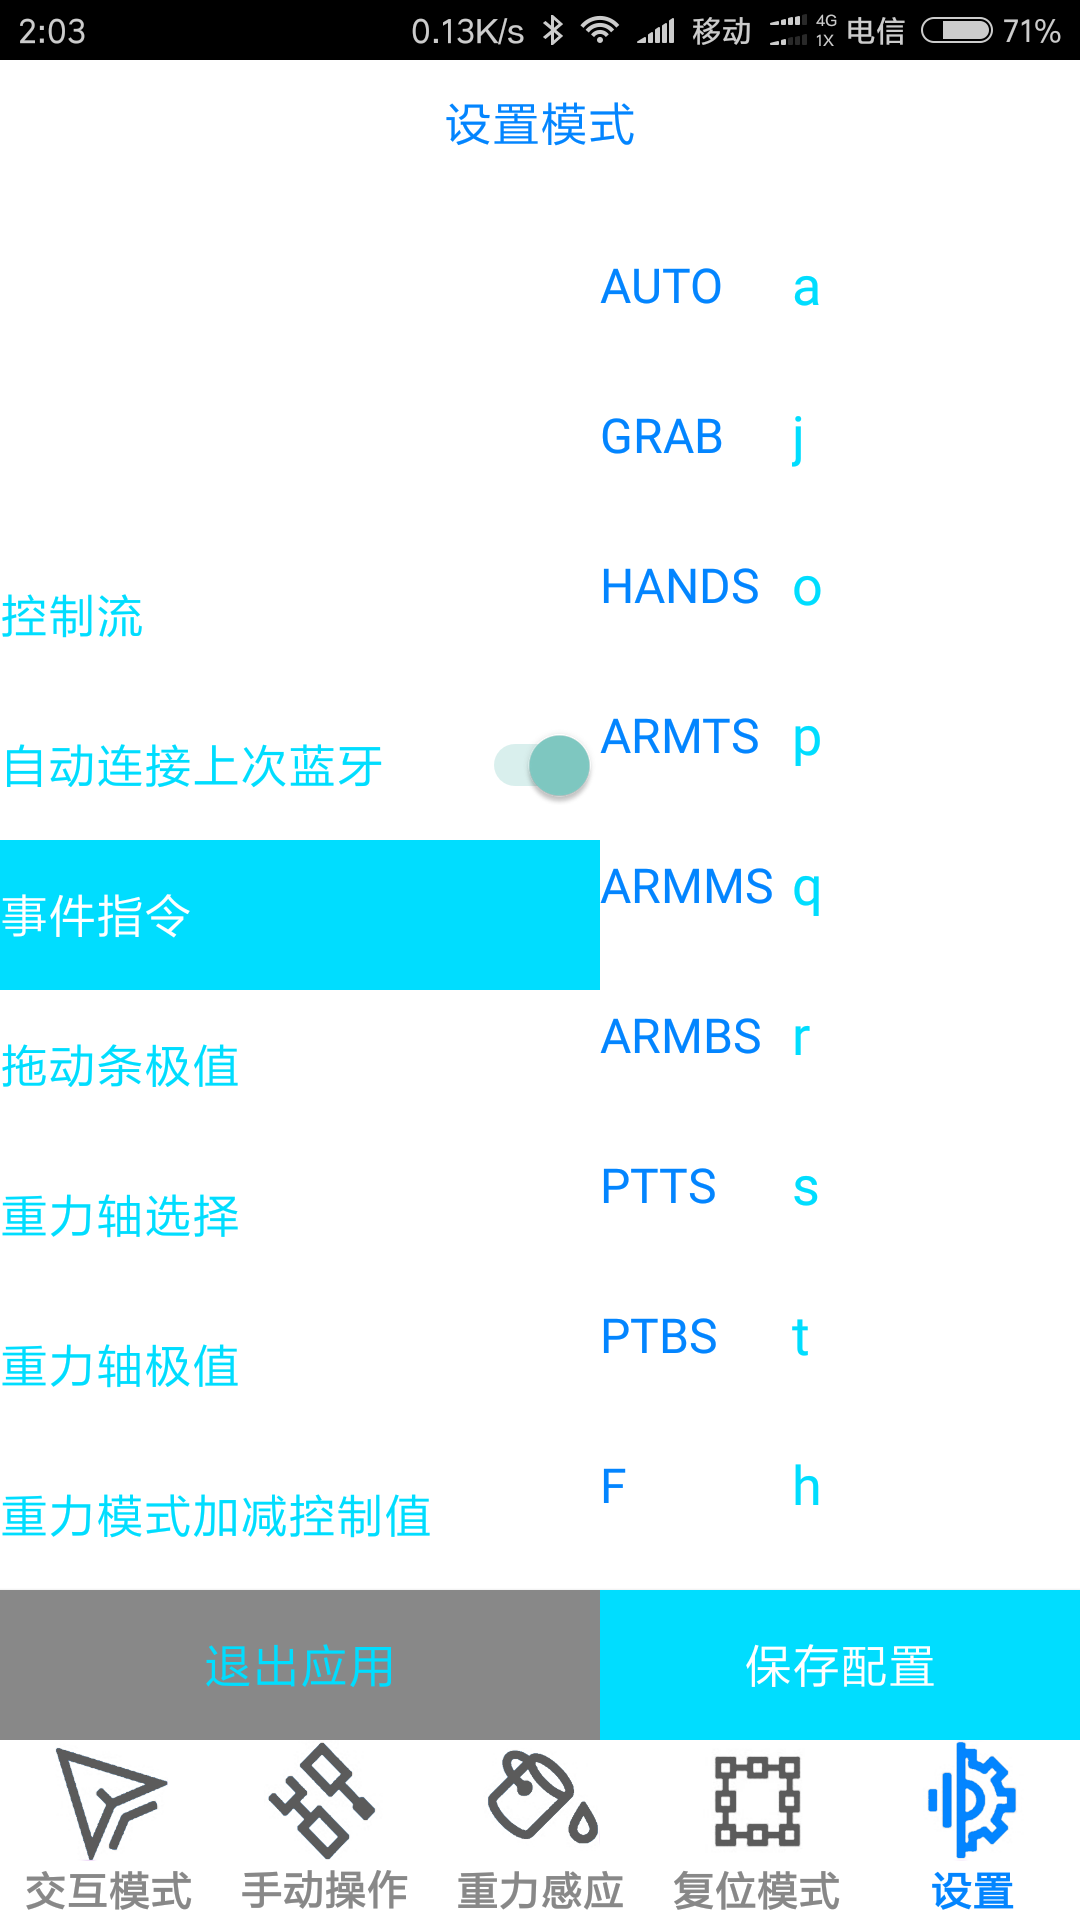 2:03 0.13K/s 移动 4G 1X 电信 71%
设置模式
AUTO a
GRAB j
HANDS o
控制流
ARMTS p
自动连接上次蓝牙
ARMMS q
事件指令
ARMBS r
拖动条极值
PTTS s
重力轴选择
PTBS t
重力轴极值
F h
重力模式加减控制值
退出应用 保存配置
交互模式 手动操作 重力感应 复位模式 设置